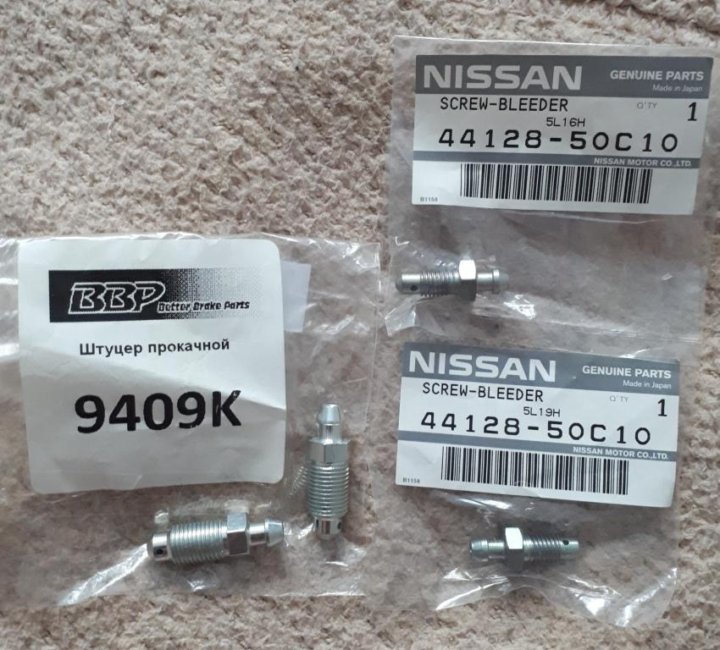 NISSAN GENUINE PARTS
Made in Japan
SCREW-BLEEDER Q'TY 1
5L16H
44128-50C10
NISSAN MOTOR CO.,LTD.
B1158
BBP Better Brake Parts
Штуцер прокачной
9409K
NISSAN GENUINE PARTS
Made in Japan
SCREW-BLEEDER Q'TY 1
5L19H
44128-50C10
NISSAN MOTOR CO.,LTD.
B1158